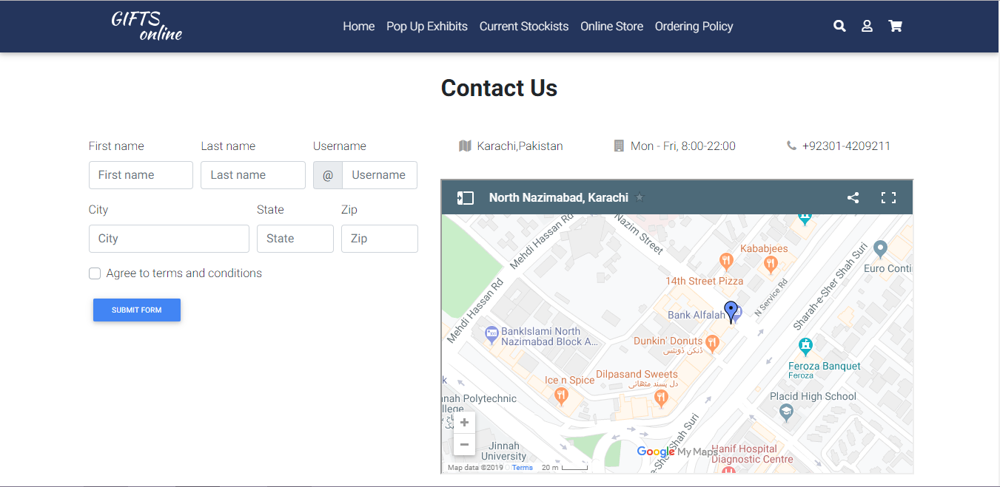 GIFTS
online
Home Pop Up Exhibits Current Stockists Online Store Ordering Policy
Contact Us
First name Last name Username
First name Last name @ Username
City State Zip
City State Zip
Agree to terms and conditions
SUBMIT FORM
Karachi,Pakistan Mon - Fri, 8:00-22:00 +92301-4209211
North Nazimabad, Karachi
Mehdi Hassan Rd
Nazim Street
Kababjees
Euro Conti
14th Street Pizza
Mehdi Hassan Rd
N Service Rd
Sharah-e-Sher Shah Suri
Bank Alfalah
BankIslami North
Nazimabad Block A...
Dunkin' Donuts
ڈنکن ڈونٹس
Feroza Banquet
Feroza
Ice n Spice
Dilpasand Sweets
دل پسند مٹھائی
k
nnah Polytechnic
llege
Placid High School
+
−
Jinnah
University
Shah Suri
Google My Maps
Hanif Hospital
Diagnostic Centre
Map data ©2019 Terms 20 m